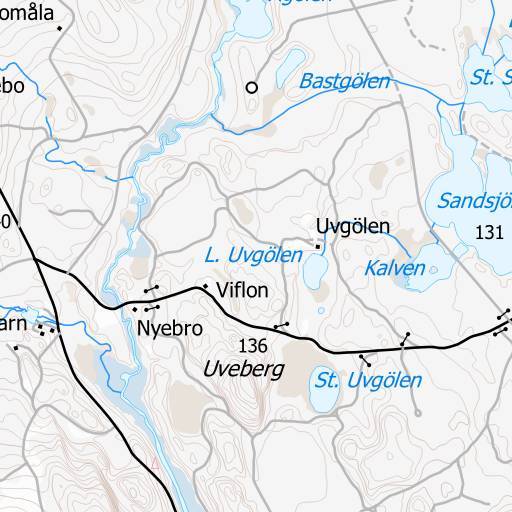 omåla
Bastgölen
St. S
ebo
Sandsjö
131
Uvgölen
L. Uvgölen
Kalven
Viflon
arn
Nyebro
136
Uveberg
St. Uvgölen